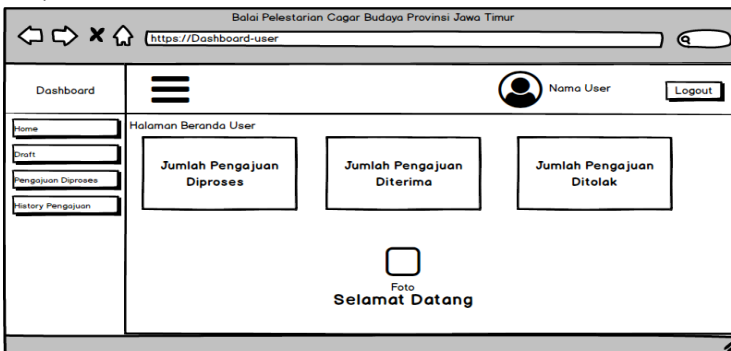 Balai Pelestarian Cagar Budaya Provinsi Jawa Timur
https://Dashboard-user
Dashboard
Nama User
Logout
Home
Draft
Pengajuan Diproses
History Pengajuan
Halaman Beranda User
Jumlah Pengajuan
Diproses
Jumlah Pengajuan
Diterima
Jumlah Pengajuan
Ditolak
Foto
Selamat Datang